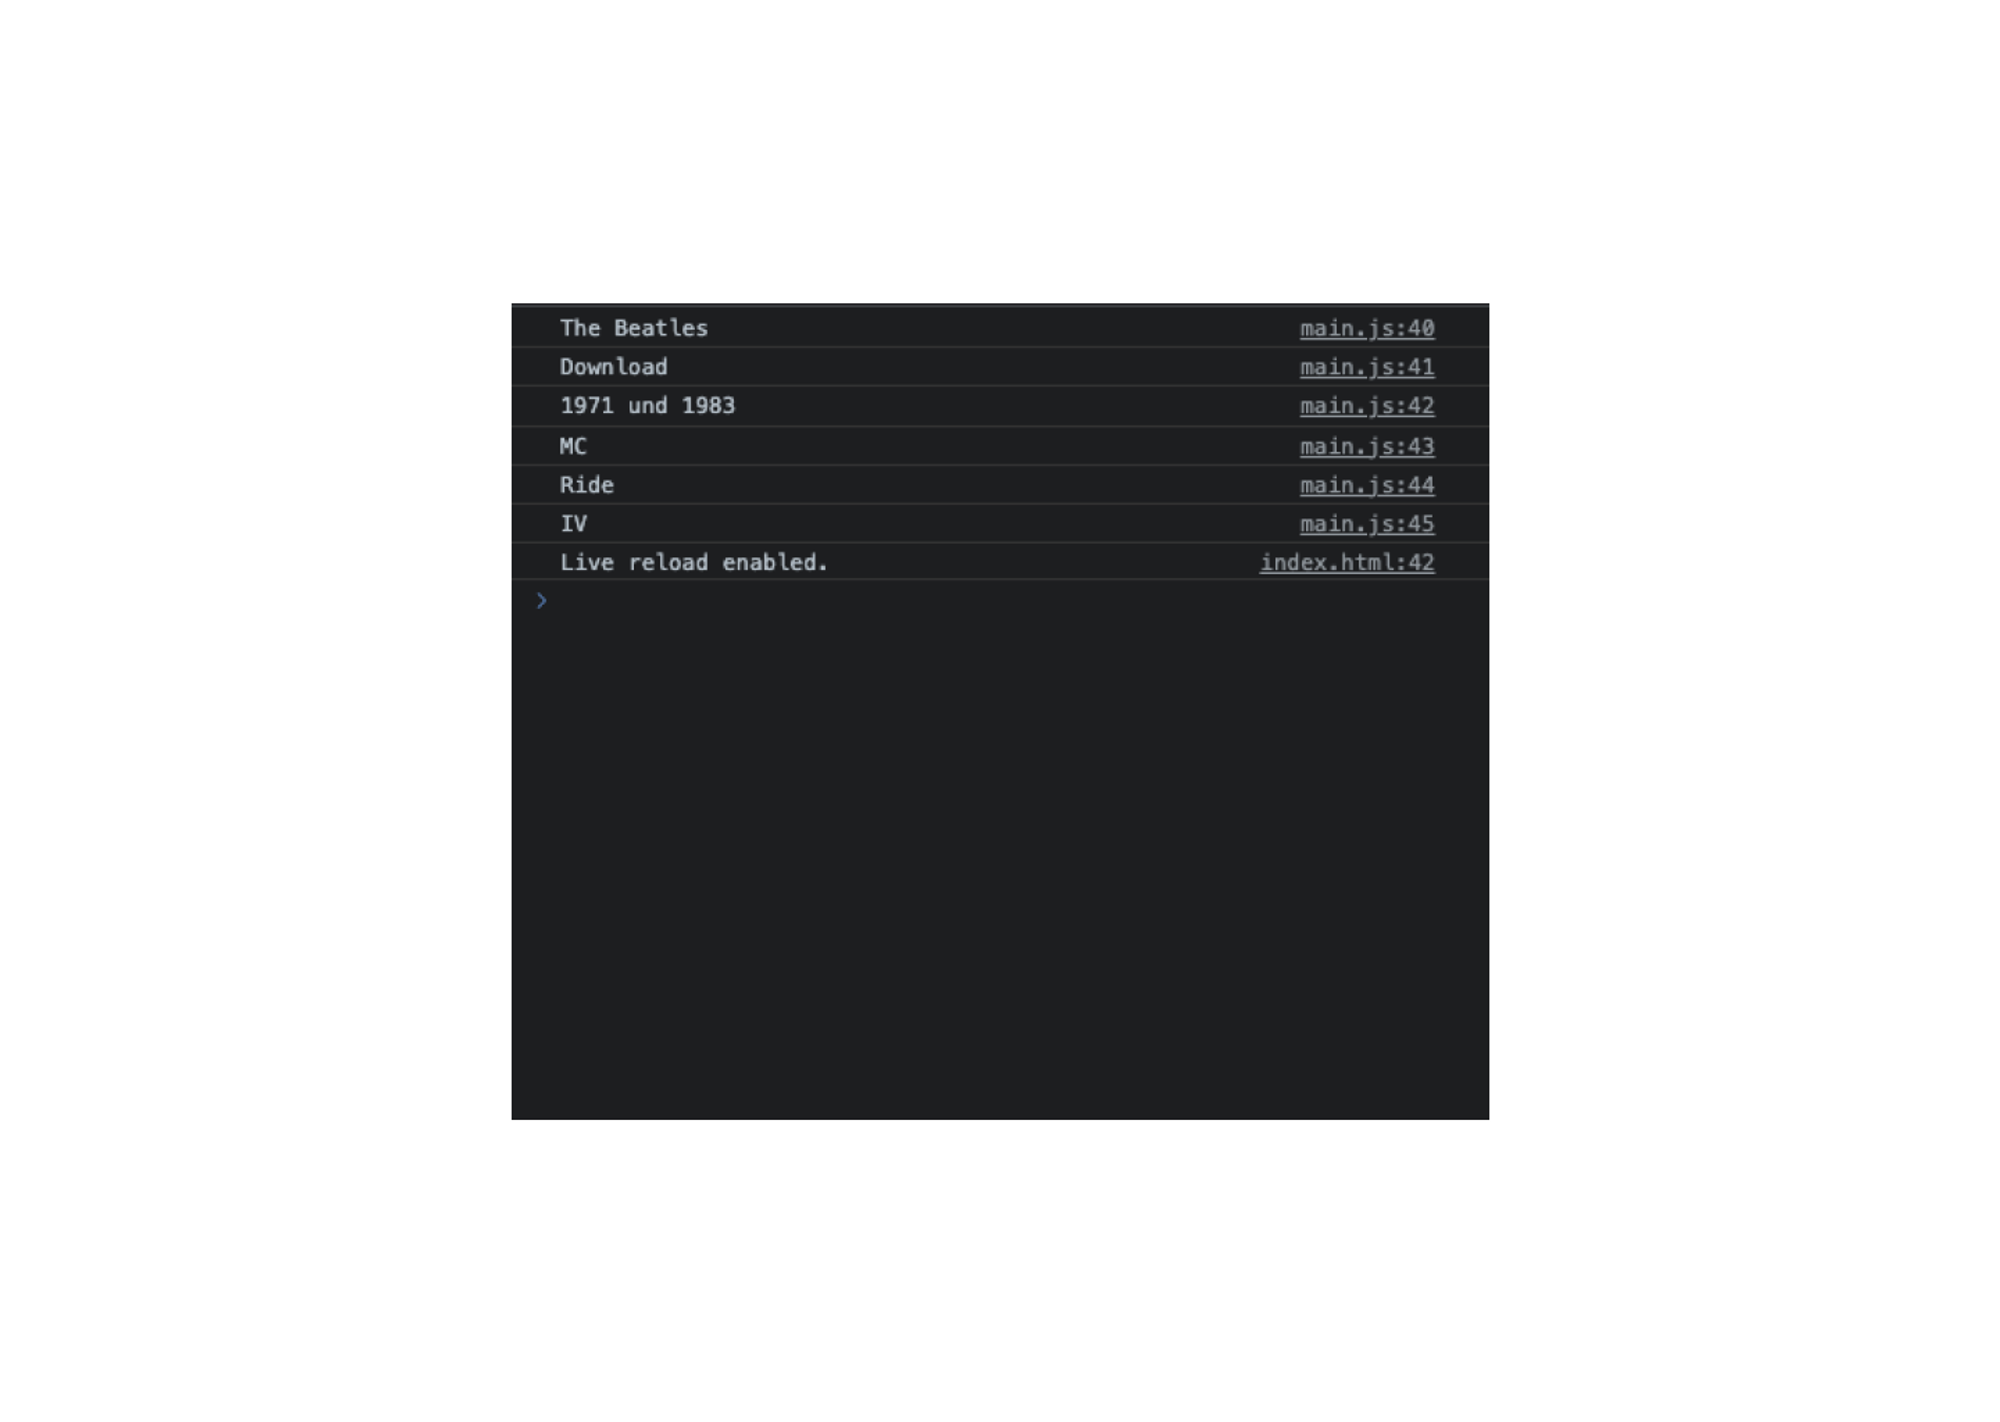 The Beatles main.js:40
Download main.js:41
1971 und 1983 main.js:42
MC main.js:43
Ride main.js:44
IV main.js:45
Live reload enabled. index.html:42